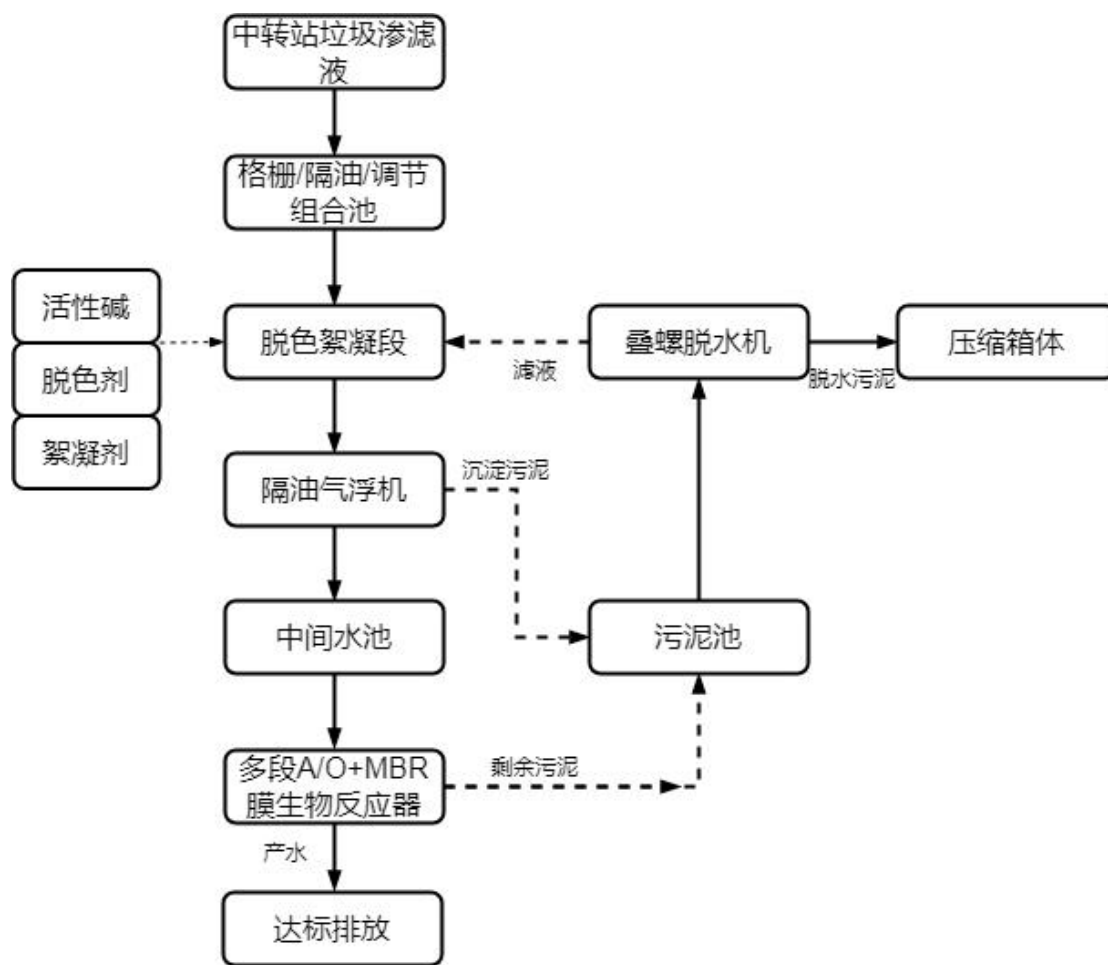 中转站垃圾渗滤
液
格栅/隔油/调节
组合池
活性碱
脱色剂
絮凝剂
脱色絮凝段
滤液
叠螺脱水机
脱水污泥
压缩箱体
隔油气浮机
沉淀污泥
中间水池
污泥池
多段A/O+MBR
膜生物反应器
剩余污泥
产水
达标排放